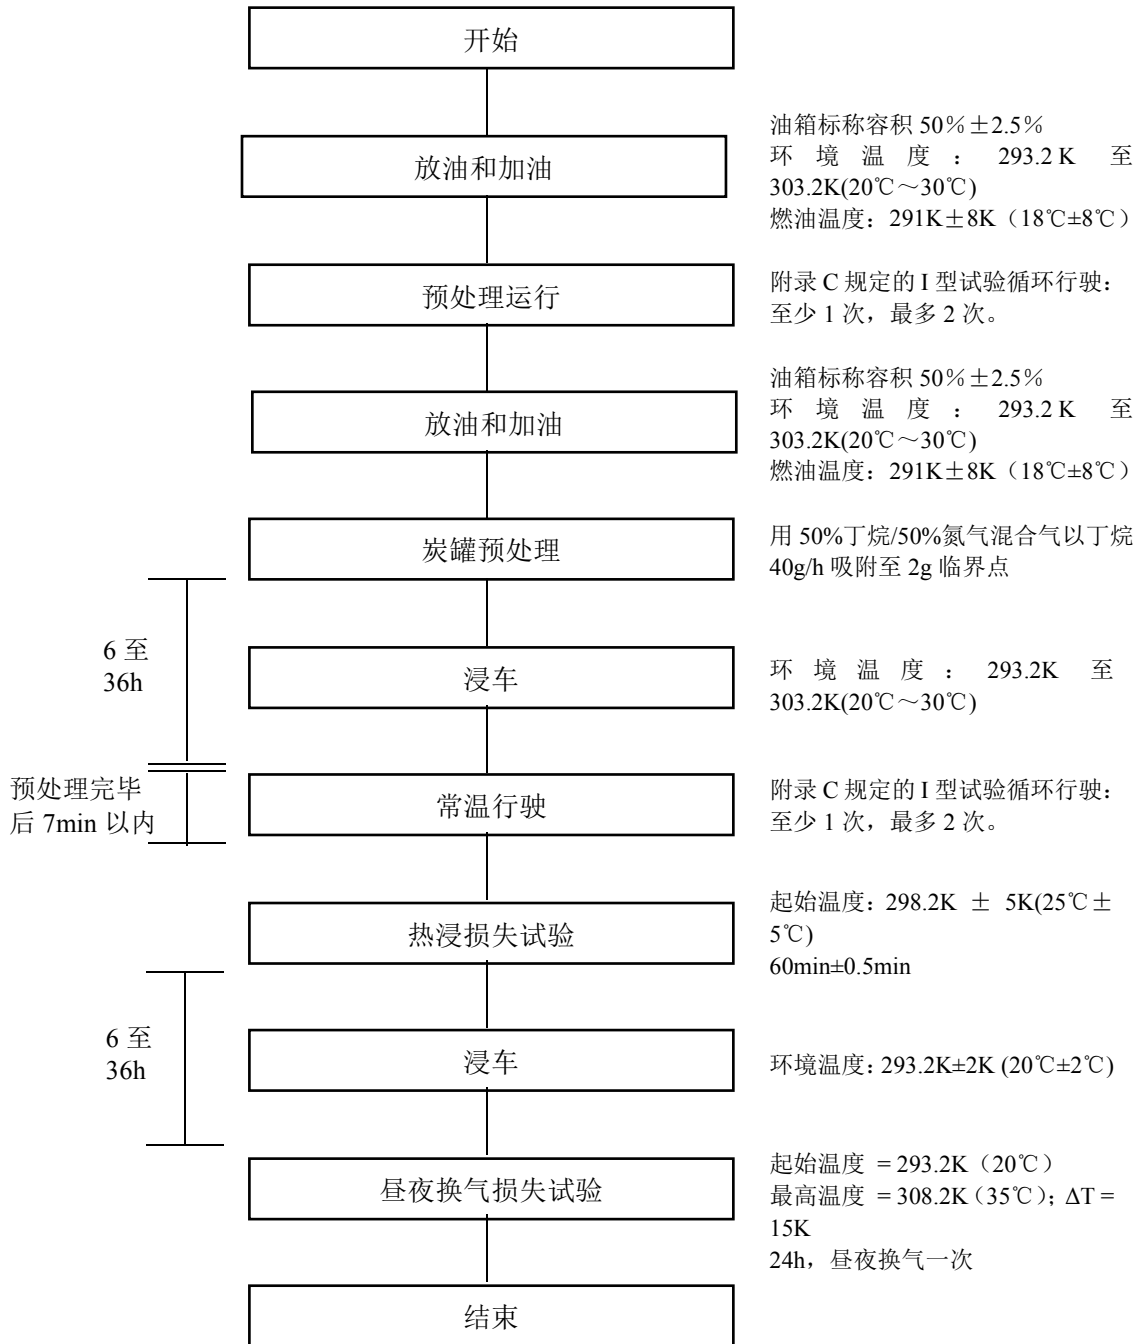 开始
放油和加油
油箱标称容积 50%±2.5%
环境温度：293.2 K 至
303.2K(20℃～30℃)
燃油温度：291K±8K（18℃±8℃）
预处理运行
附录 C 规定的 I 型试验循环行驶：
至少 1 次，最多 2 次。
放油和加油
油箱标称容积 50%±2.5%
环境温度：293.2 K 至
303.2K(20℃～30℃)
燃油温度：291K±8K（18℃±8℃）
炭罐预处理
用 50%丁烷/50%氮气混合气以丁烷
40g/h 吸附至 2g 临界点
6 至
36h
浸车
环境温度：293.2K 至
303.2K(20℃～30℃)
预处理完毕
后 7min 以内
常温行驶
附录 C 规定的 I 型试验循环行驶：
至少 1 次，最多 2 次。
热浸损失试验
起始温度：298.2K ± 5K(25℃±
5℃)
60min±0.5min
6 至
36h
浸车
环境温度：293.2K±2K (20℃±2℃)
昼夜换气损失试验
起始温度 = 293.2K（20℃）
最高温度 = 308.2K（35℃）；ΔT =
15K
24h，昼夜换气一次
结束